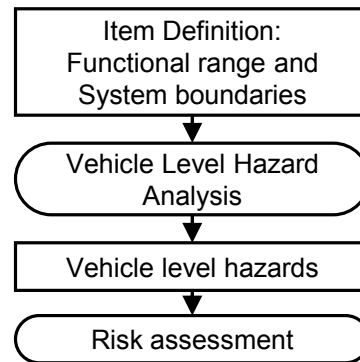 Item Definition:
Functional range and
System boundaries
Vehicle Level Hazard
Analysis
Vehicle level hazards
Risk assessment